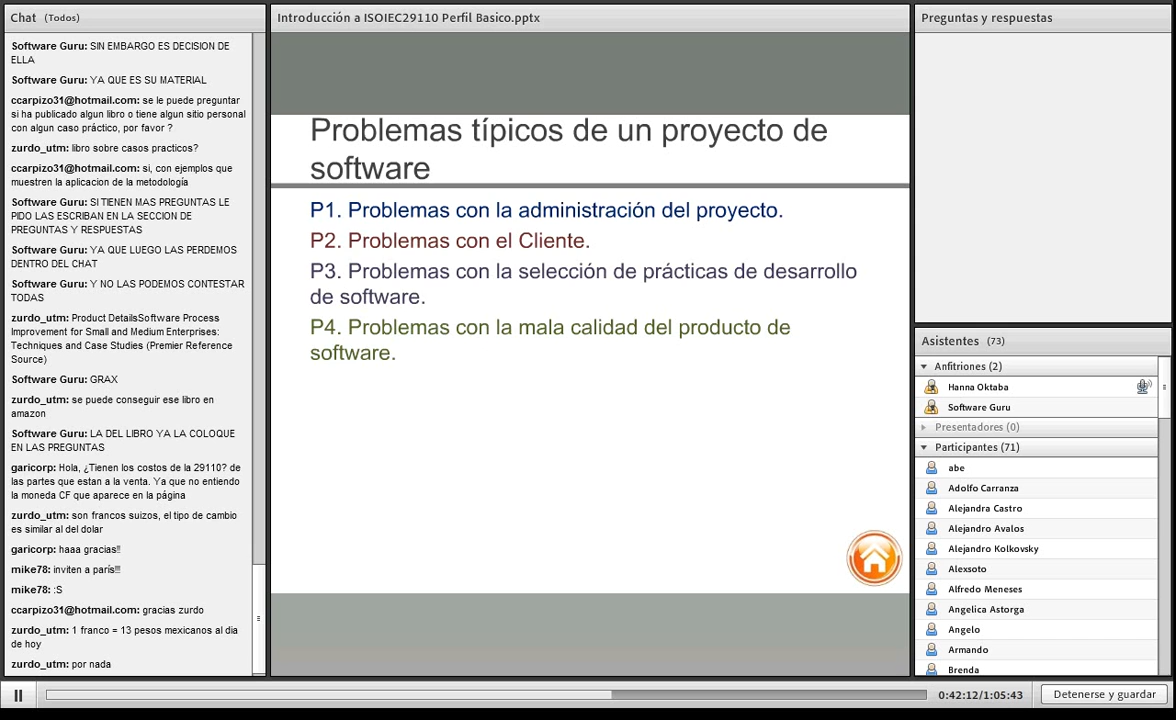 Chat (Todos)
Software Guru: SIN EMBARGO ES DECISION DE
ELLA
Software Guru: YA QUE ES SU MATERIAL
ccarpizo31@hotmail.com: se le puede preguntar
si ha publicado algun libro o tiene algun sitio personal
con algun caso práctico, por favor ?
zurdo_utm: libro sobre casos practicos?
ccarpizo31@hotmail.com: si, con ejemplos que
muestren la aplicacion de la metodología
Software Guru: SI TIENEN MAS PREGUNTAS LE
PIDO LAS ESCRIBAN EN LA SECCION DE
PREGUNTAS Y RESPUESTAS
Software Guru: YA QUE LUEGO LAS PERDEMOS
DENTRO DEL CHAT
Software Guru: Y NO LAS PODEMOS CONTESTAR
TODAS
zurdo_utm: Product DetailsSoftware Process
Improvement for Small and Medium Enterprises:
Techniques and Case Studies (Premier Reference
Source)
Software Guru: GRAX
zurdo_utm: se puede conseguir ese libro en
amazon
Software Guru: LA DEL LIBRO YA LA COLOQUE
EN LAS PREGUNTAS
garicorp: Hola, ¿Tienen los costos de la 29110? de
las partes que estan a la venta. Ya que no entiendo
la moneda CF que aparece en la página
zurdo_utm: son francos suizos, el tipo de cambio
es similar al del dolar
garicorp: haaa gracias!!
mike78: inviten a parís!!!
mike78: :S
ccarpizo31@hotmail.com: gracias zurdo
zurdo_utm: 1 franco = 13 pesos mexicanos al dia
de hoy
zurdo_utm: por nada
Introducción a ISOIEC29110 Perfil Basico.pptx
Problemas típicos de un proyecto de
software
P1. Problemas con la administración del proyecto.
P2. Problemas con el Cliente.
P3. Problemas con la selección de prácticas de desarrollo
de software.
P4. Problemas con la mala calidad del producto de
software.
Preguntas y respuestas
Asistentes (73)
Anfitriones (2)
Hanna Oktaba
Software Guru
Presentadores (0)
Participantes (71)
abe
Adolfo Carranza
Alejandra Castro
Alejandro Avalos
Alejandro Kolkovsky
Alexsoto
Alfredo Meneses
Angelica Astorga
Angelo
Armando
Brenda
0:42:12/1:05:43
Detenerse y guardar